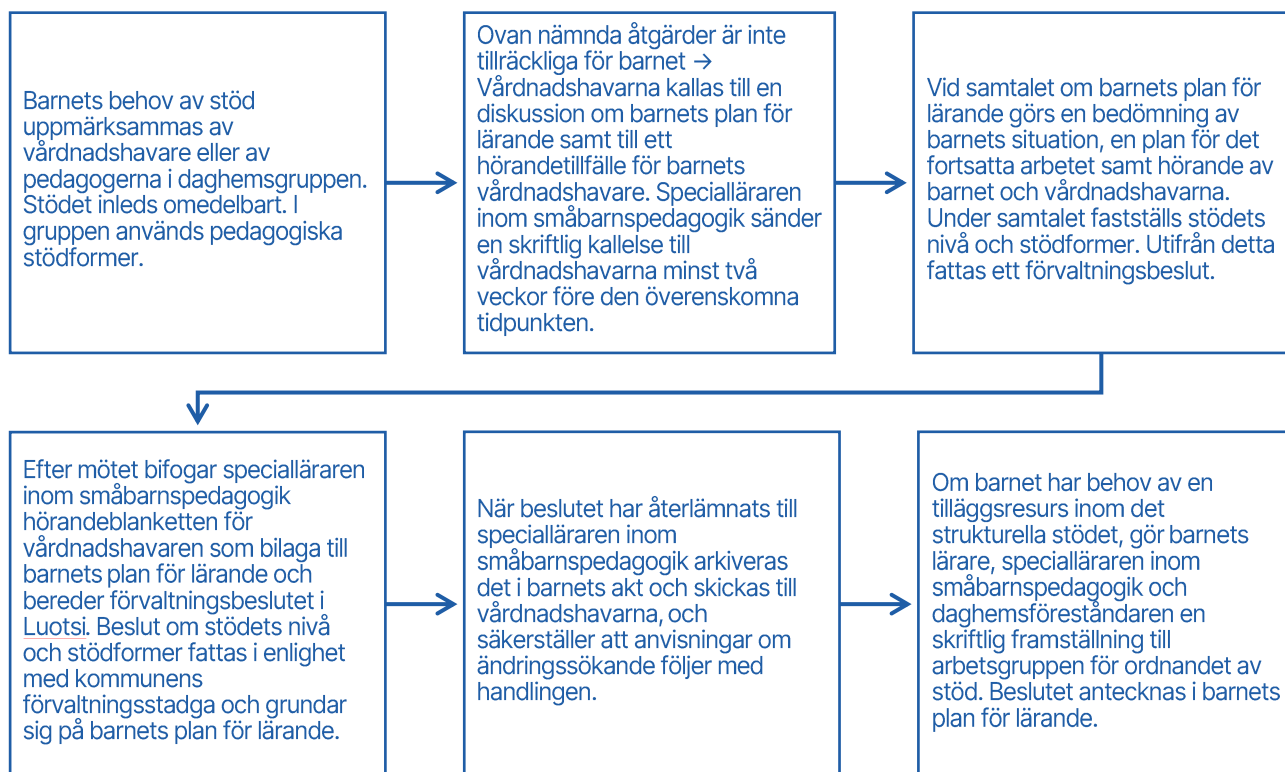 Barnets behov av stöd
uppmärksammas av
vårdnadshavare eller av
pedagogerna i daghemsgruppen.
Stödet inleds omedelbart. I
gruppen används pedagogiska
stödformer.
Ovan nämnda åtgärder är inte
tillräckliga för barnet →
Vårdnadshavarna kallas till en
diskussion om barnets plan för
lärande samt till ett
hörandetillfälle för barnets
vårdnadshavare. Specialläraren
inom småbarnspedagogik sänder
en skriftlig kallelse till
vårdnadshavarna minst två
veckor före den överenskomna
tidpunkten.
Vid samtalet om barnets plan för
lärande görs en bedömning av
barnets situation, en plan för det
fortsatta arbetet samt hörande av
barnet och vårdnadshavarna.
Under samtalet fastställs stödets
nivå och stödformer. Utifrån detta
fattas ett förvaltningsbeslut.
Efter mötet bifogar specialläraren
inom småbarnspedagogik
hörandeblanketten för
vårdnadshavaren som bilaga till
barnets plan för lärande och
bereder förvaltningsbeslutet i
Luotsi. Beslut om stödets nivå
och stödformer fattas i enlighet
med kommunens
förvaltningsstadga och grundar
sig på barnets plan för lärande.
När beslutet har återlämnats till
specialläraren inom
småbarnspedagogik arkiveras
det i barnets akt och skickas till
vårdnadshavarna, och
säkerställer att anvisningar om
ändringssökande följer med
handlingen.
Om barnet har behov av en
tilläggsresurs inom det
strukturella stödet, gör barnets
lärare, specialläraren inom
småbarnspedagogik och
daghemsföreståndaren en
skriftlig framställning till
arbetsgruppen för ordnandet av
stöd. Beslutet antecknas i barnets
plan för lärande.